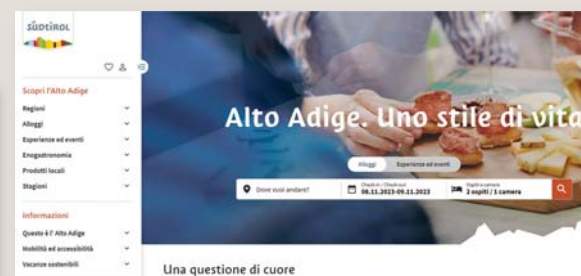 SÜDTIROL
Scopri l'Alto Adige
Regioni
Alloggi
Esperienze ed eventi
Enogastronomia
Prodotti locali
Stagioni
Informazioni
Questo è l' Alto Adige
Mobilità ed accessibilità
Vacanze sostenibili
Alto Adige. Uno stile di vita
Alloggi Esperienze ed eventi
Dove vuoi andare?
Check-in / Check-out
08.11.2023-09.11.2023
Ospiti e camere
2 ospiti / 1 camera
Una questione di cuore